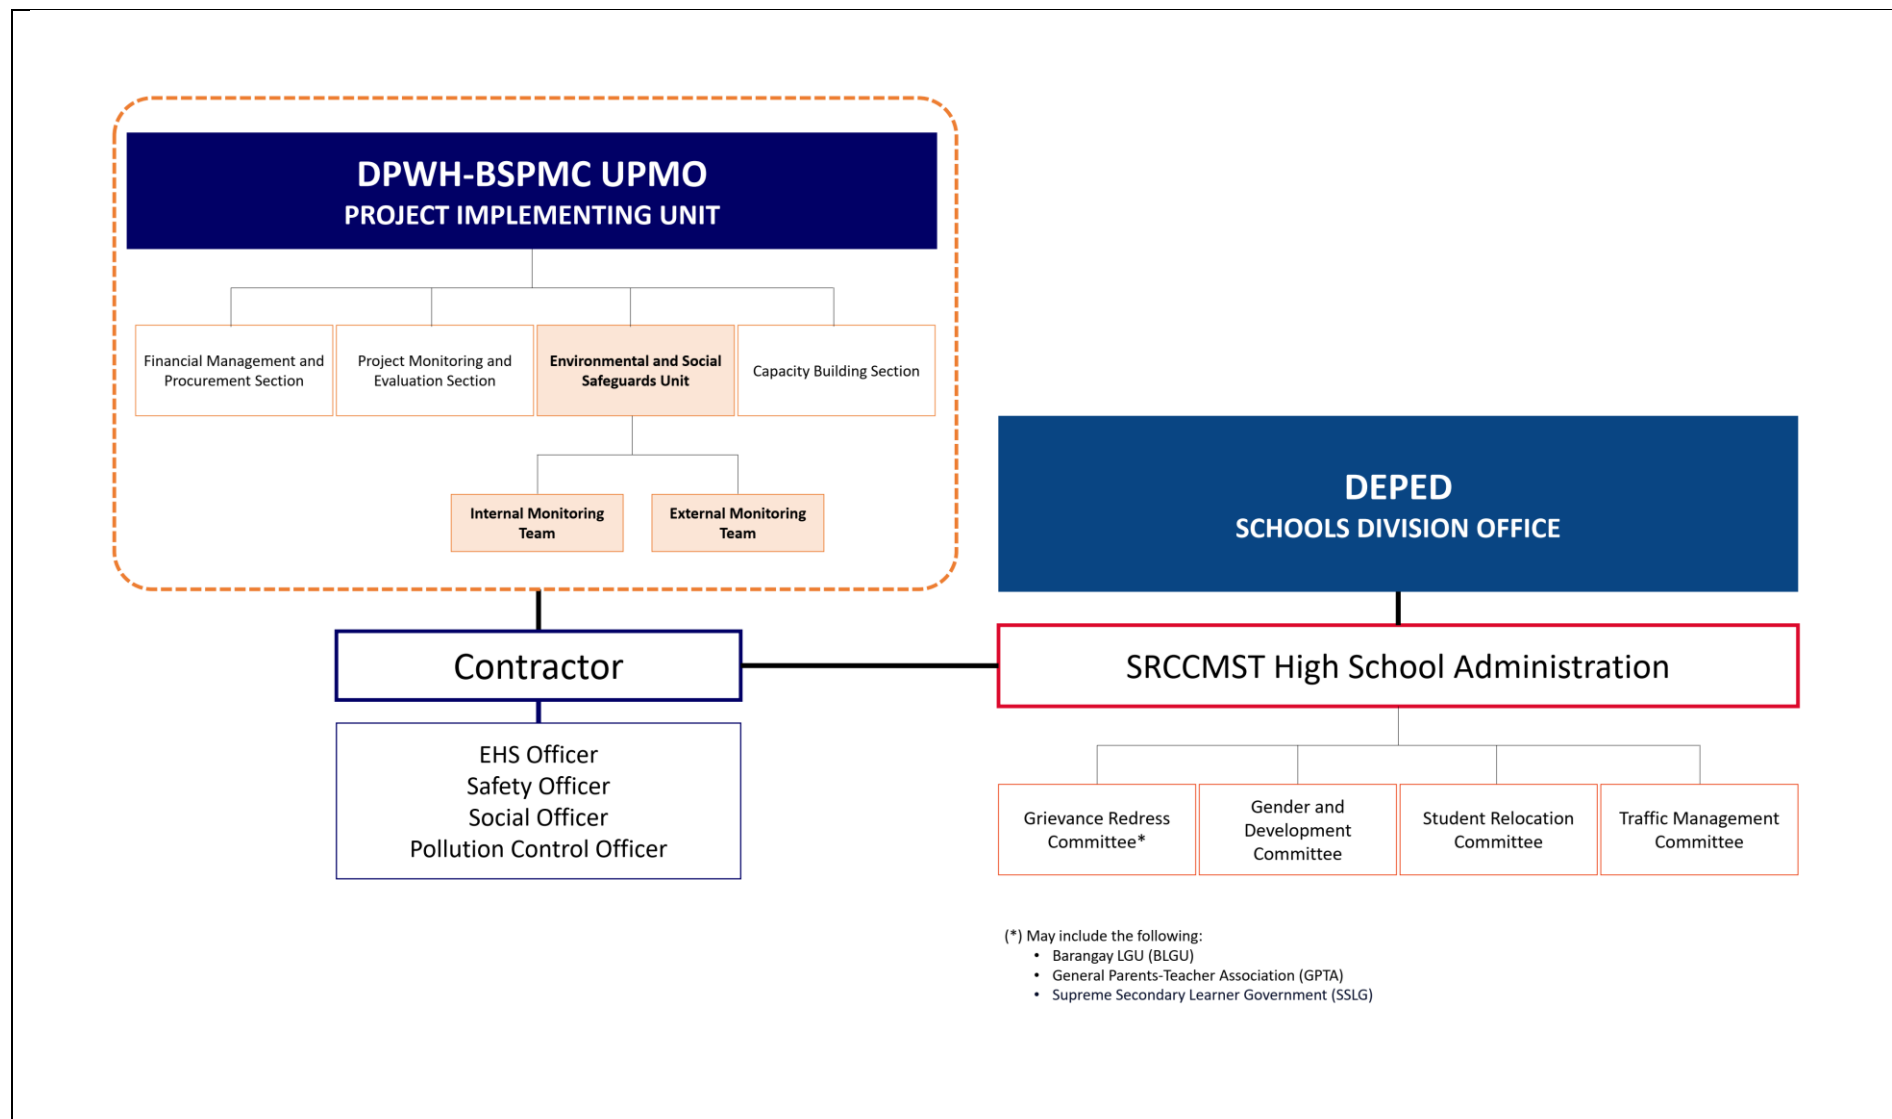 DPWH-BSPMC UPMO
PROJECT IMPLEMENTING UNIT
Financial Management and
Procurement Section
Project Monitoring and
Evaluation Section
Environmental and Social
Safeguards Unit
Capacity Building Section
Internal Monitoring
Team
External Monitoring
Team
DEPED
SCHOOLS DIVISION OFFICE
Contractor
SRCCMST High School Administration
EHS Officer
Safety Officer
Social Officer
Pollution Control Officer
Grievance Redress
Committee*
Gender and
Development
Committee
Student Relocation
Committee
Traffic Management
Committee
(*) May include the following:
• Barangay LGU (BLGU)
• General Parents-Teacher Association (GPTA)
• Supreme Secondary Learner Government (SSLG)